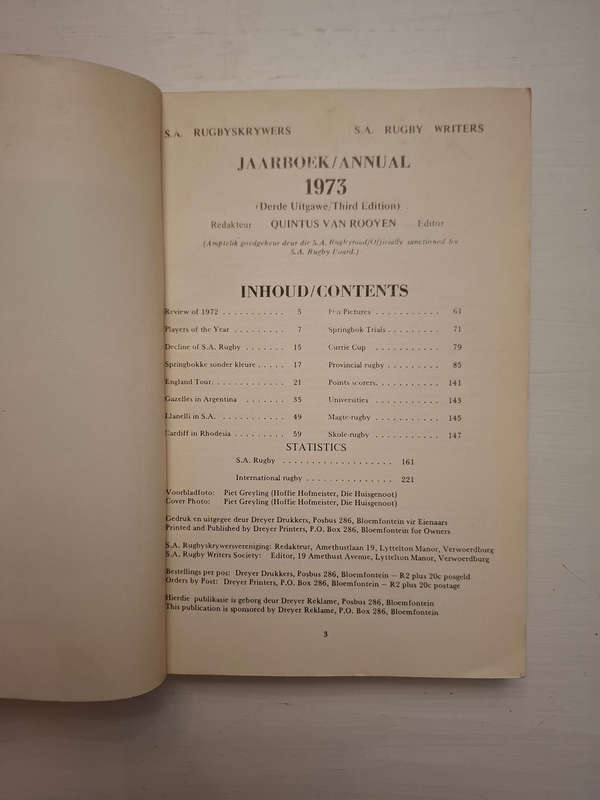 S.A. RUGBYSKRYWERS S.A. RUGBY WRITERS
JAARBOEK/ANNUAL
1973
(Derde Uitgawe/Third Edition)
Redakteur QUINTUS VAN ROOYEN Editor
(Amptelik goedgekeur deur die S.A. Rugbyraad/Officially sanctioned by
S.A. Rugby Board.)
INHOUD/CONTENTS
Review of 1972 . . . . . . . . . . . 5
Players of the Year . . . . . . . . . 7
Decline of S.A. Rugby . . . . . . . 15
Springbokke sonder kleure . . . . . 17
England Tour. . . . . . . . . . . . . 21
Gazelles in Argentina . . . . . . . 35
Llanelli in S.A. . . . . . . . . . . . 49
Cardiff in Rhodesia . . . . . . . . . 59
Pen Pictures . . . . . . . . . . . 63
Springbok Trials . . . . . . . . . 71
Currie Cup . . . . . . . . . . . 79
Provincial rugby . . . . . . . . . 85
Points scorers. . . . . . . . . . . 141
Universities . . . . . . . . . . . 143
Magte-rugby . . . . . . . . . . . 145
Skole-rugby . . . . . . . . . . . 147
STATISTICS
S.A. Rugby . . . . . . . . . . . . . . . . . . . 161
International rugby . . . . . . . . . . . . . . . 221
Voorbladfoto: Piet Greyling (Hoffie Hofmeister, Die Huisgenoot)
Cover Photo: Piet Greyling (Hoffie Hofmeister, Die Huisgenoot)
Gedruk en uitgegee deur Dreyer Drukkers, Posbus 286, Bloemfontein vir Eienaars
Printed and Published by Dreyer Printers, P.O. Box 286, Bloemfontein for Owners
S.A. Rugbyskrywersvereniging: Redakteur, Amethustlaan 19, Lyttelton Manor, Verwoerdburg
S.A. Rugby Writers Society: Editor, 19 Amethust Avenue, Lyttelton Manor, Verwoerdburg
Bestellings per pos: Dreyer Drukkers, Posbus 286, Bloemfontein — R2 plus 20c posgeld
Orders by Post: Dreyer Printers, P.O. Box 286, Bloemfontein — R2 plus 20c postage
Hierdie publikasie is geborg deur Dreyer Reklame, Posbus 286, Bloemfontein
This publication is sponsored by Dreyer Reklame, P.O. Box 286, Bloemfontein
3